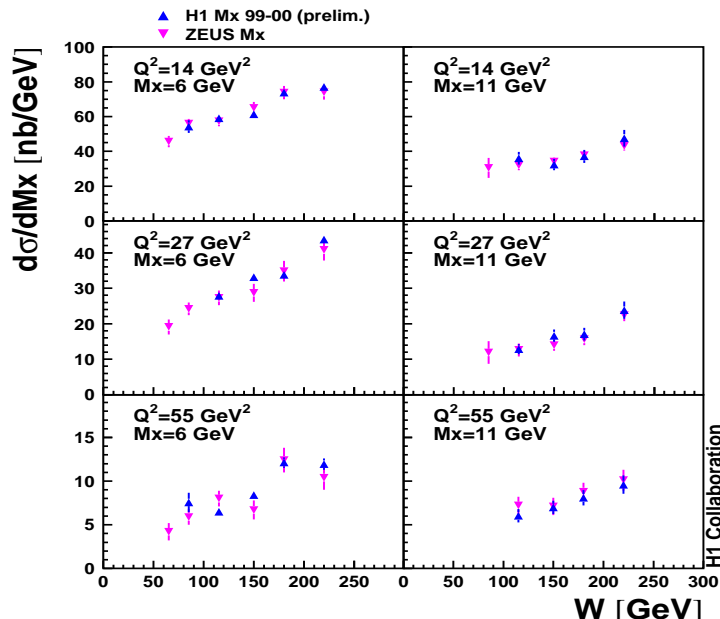 H1 Mx 99-00 (prelim.)
ZEUS Mx
dσ/dMx [nb/GeV]
100
80
60
40
20
0
Q²=14 GeV²
Mx=6 GeV
Q²=14 GeV²
Mx=11 GeV
40
30
20
10
0
Q²=27 GeV²
Mx=6 GeV
Q²=27 GeV²
Mx=11 GeV
15
10
5
0
Q²=55 GeV²
Mx=6 GeV
Q²=55 GeV²
Mx=11 GeV
0 50 100 150 200 250 0 50 100 150 200 250 300
W [GeV]
H1 Collaboration